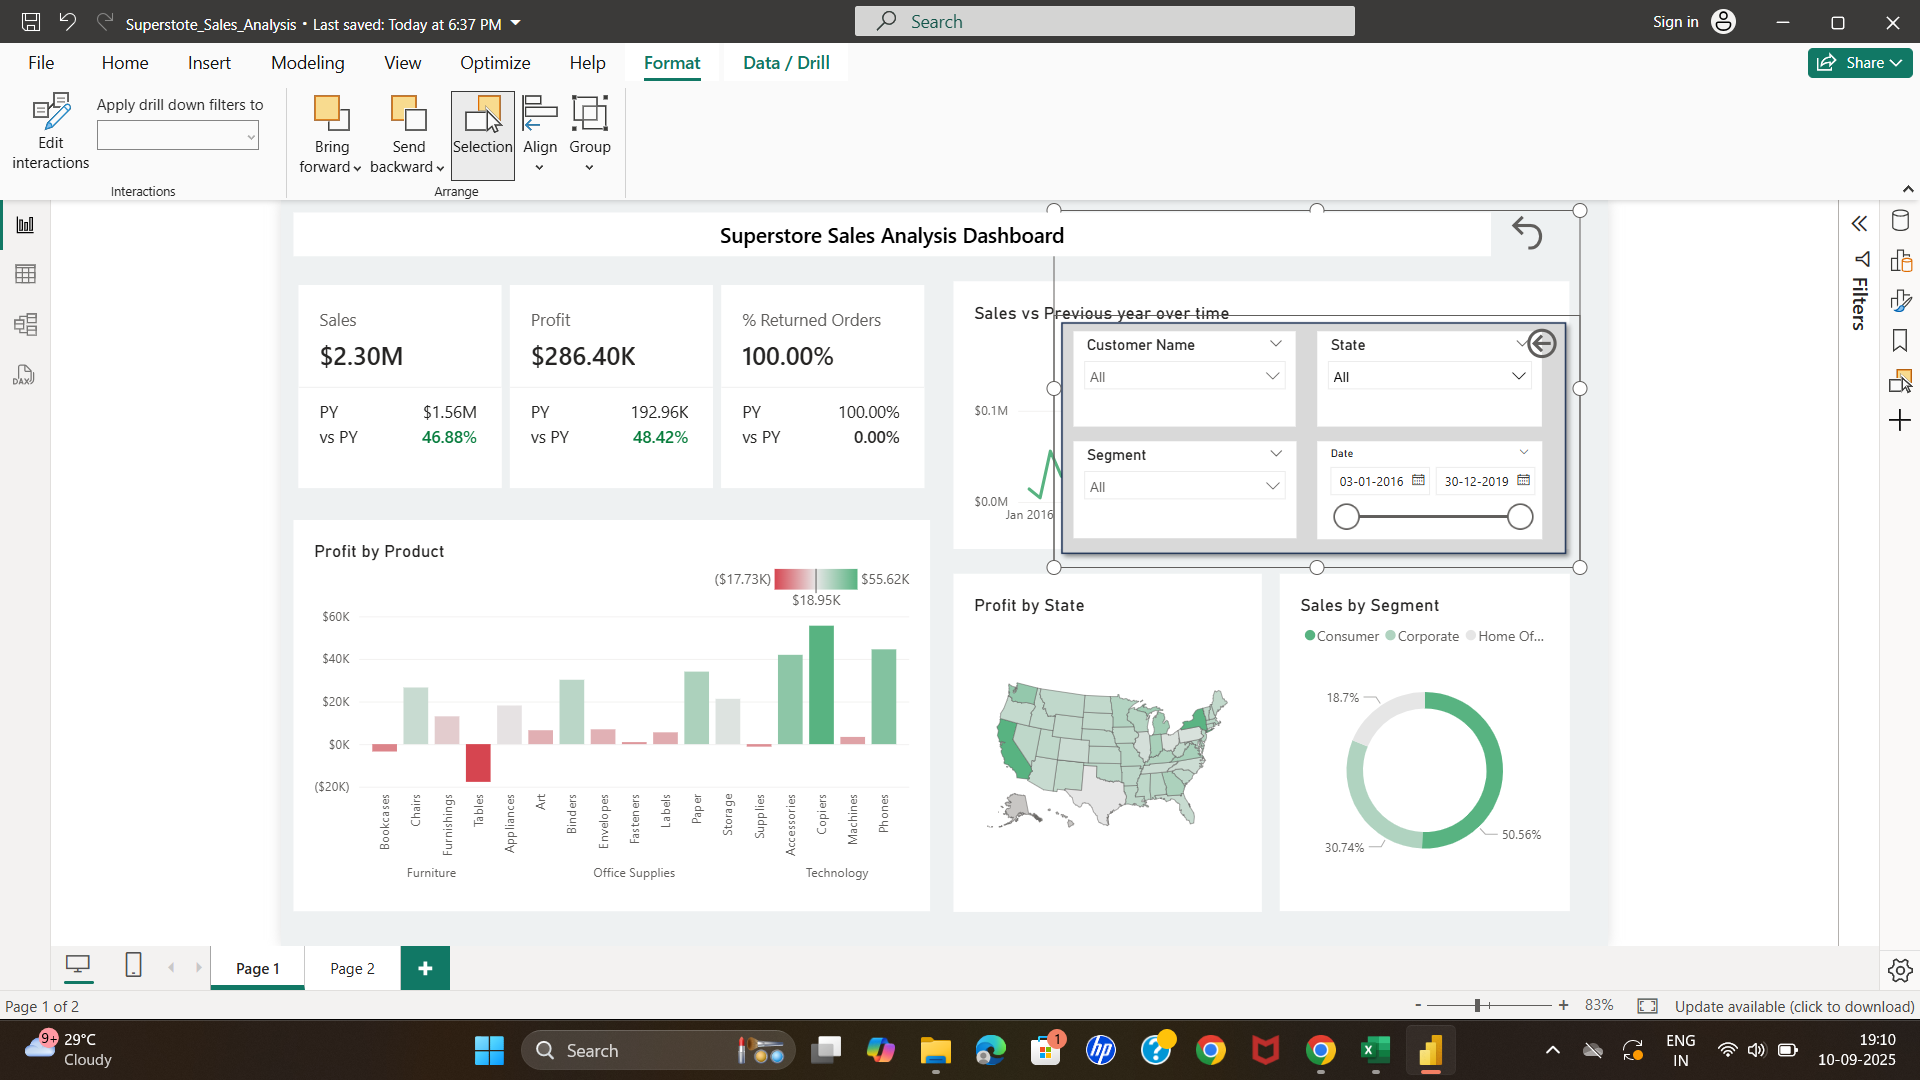 Superstote_Sales_Analysis • Last saved: Today at 6:37 PM
Search
Sign in
File
Home
Insert
Modeling
View
Optimize
Help
Format
Data / Drill
Share
Edit interactions
Apply drill down filters to
Interactions
Bring forward
Send backward
Selection
Align
Group
Arrange
Superstore Sales Analysis Dashboard
Sales
$2.30M
PY $1.56M
vs PY 46.88%
Profit
$286.40K
PY 192.96K
vs PY 48.42%
% Returned Orders
100.00%
PY 100.00%
vs PY 0.00%
Sales vs Previous year over time
$0.1M
$0.0M
Jan 2016
Customer Name
All
State
All
Segment
All
Date
03-01-2016
30-12-2019
Filters
DAX
Profit by Product
($17.73K) $55.62K
$18.95K
$60K
$40K
$20K
$0K
($20K)
Bookcases
Chairs
Furnishings
Tables
Appliances
Art
Binders
Envelopes
Fasteners
Labels
Paper
Storage
Supplies
Accessories
Copiers
Machines
Phones
Furniture
Office Supplies
Technology
Profit by State
Sales by Segment
Consumer Corporate Home Of...
18.7%
30.74%
50.56%
Page 1
Page 2
Page 1 of 2
83%
Update available (click to download)
9+
29°C
Cloudy
Search
1
hp
ENG
IN
19:10
10-09-2025